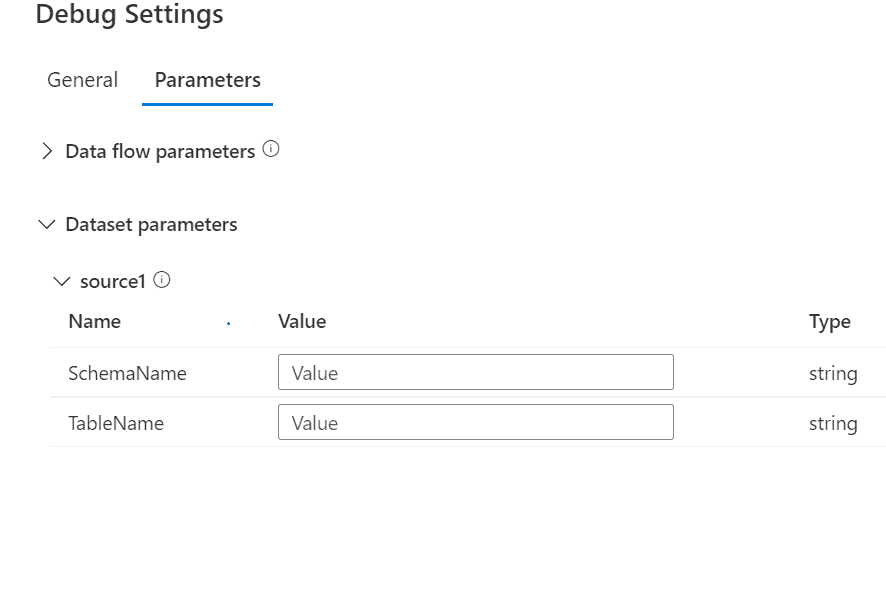 Debug Settings
General Parameters
Data flow parameters
Dataset parameters
source1
Name Value Type
SchemaName Value string
TableName Value string